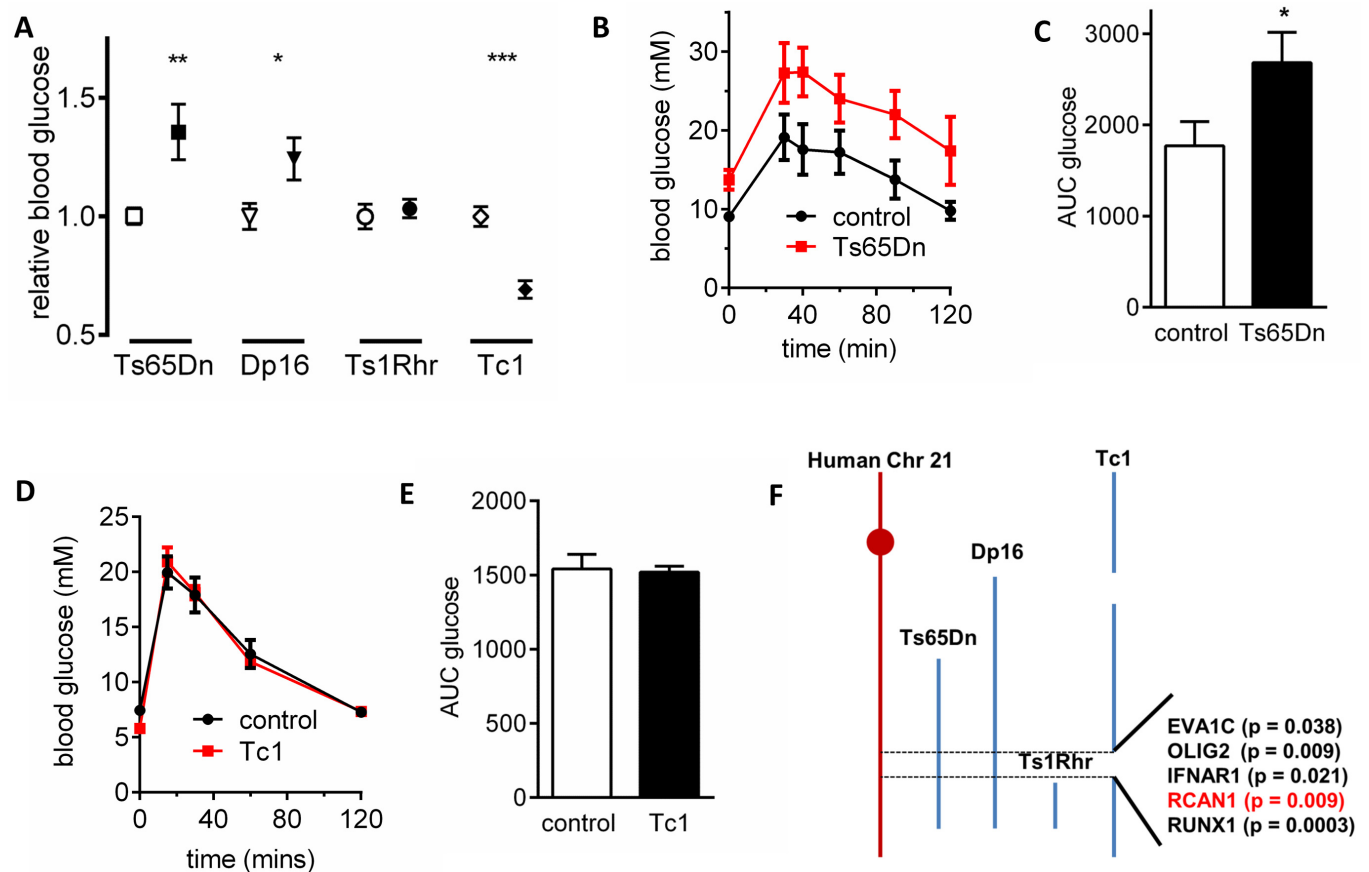 A
relative blood glucose
1.5
1.0
0.5
**
*
***
Ts65Dn
Dp16
Ts1Rhr
Tc1
B
blood glucose (mM)
30
20
10
0
control
Ts65Dn
0
40
80
120
time (min)
C
AUC glucose
3000
2000
1000
0
*
control
Ts65Dn
D
blood glucose (mM)
25
20
15
10
5
0
control
Tc1
0
40
80
120
time (mins)
E
AUC glucose
2000
1500
1000
500
0
control
Tc1
F
Human Chr 21
Tc1
Dp16
Ts65Dn
Ts1Rhr
EVA1C (p = 0.038)
OLIG2 (p = 0.009)
IFNAR1 (p = 0.021)
RCAN1 (p = 0.009)
RUNX1 (p = 0.0003)